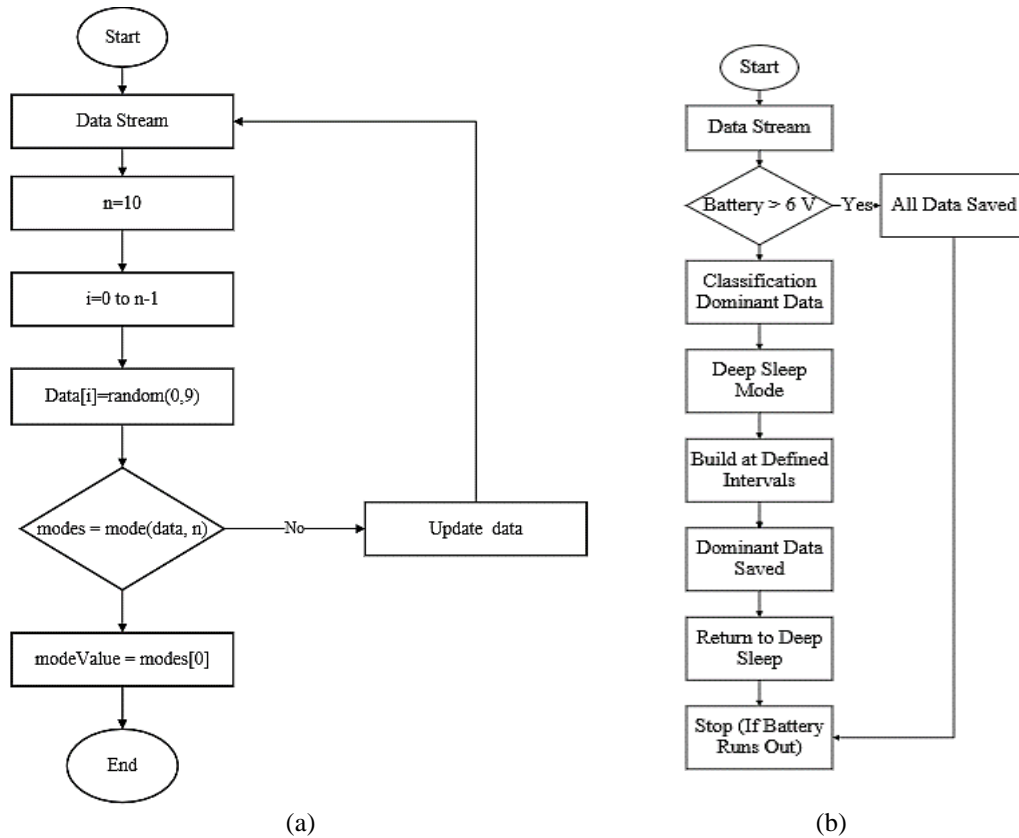 Start
Data Stream
n=10
i=0 to n-1
Data[i]=random(0,9)
modes = mode(data, n)
No
Update data
modeValue = modes[0]
End
(a)
Start
Data Stream
Battery > 6 V
Yes
All Data Saved
Classification
Dominant Data
Deep Sleep
Mode
Build at Defined
Intervals
Dominant Data
Saved
Return to Deep
Sleep
Stop (If Battery
Runs Out)
(b)